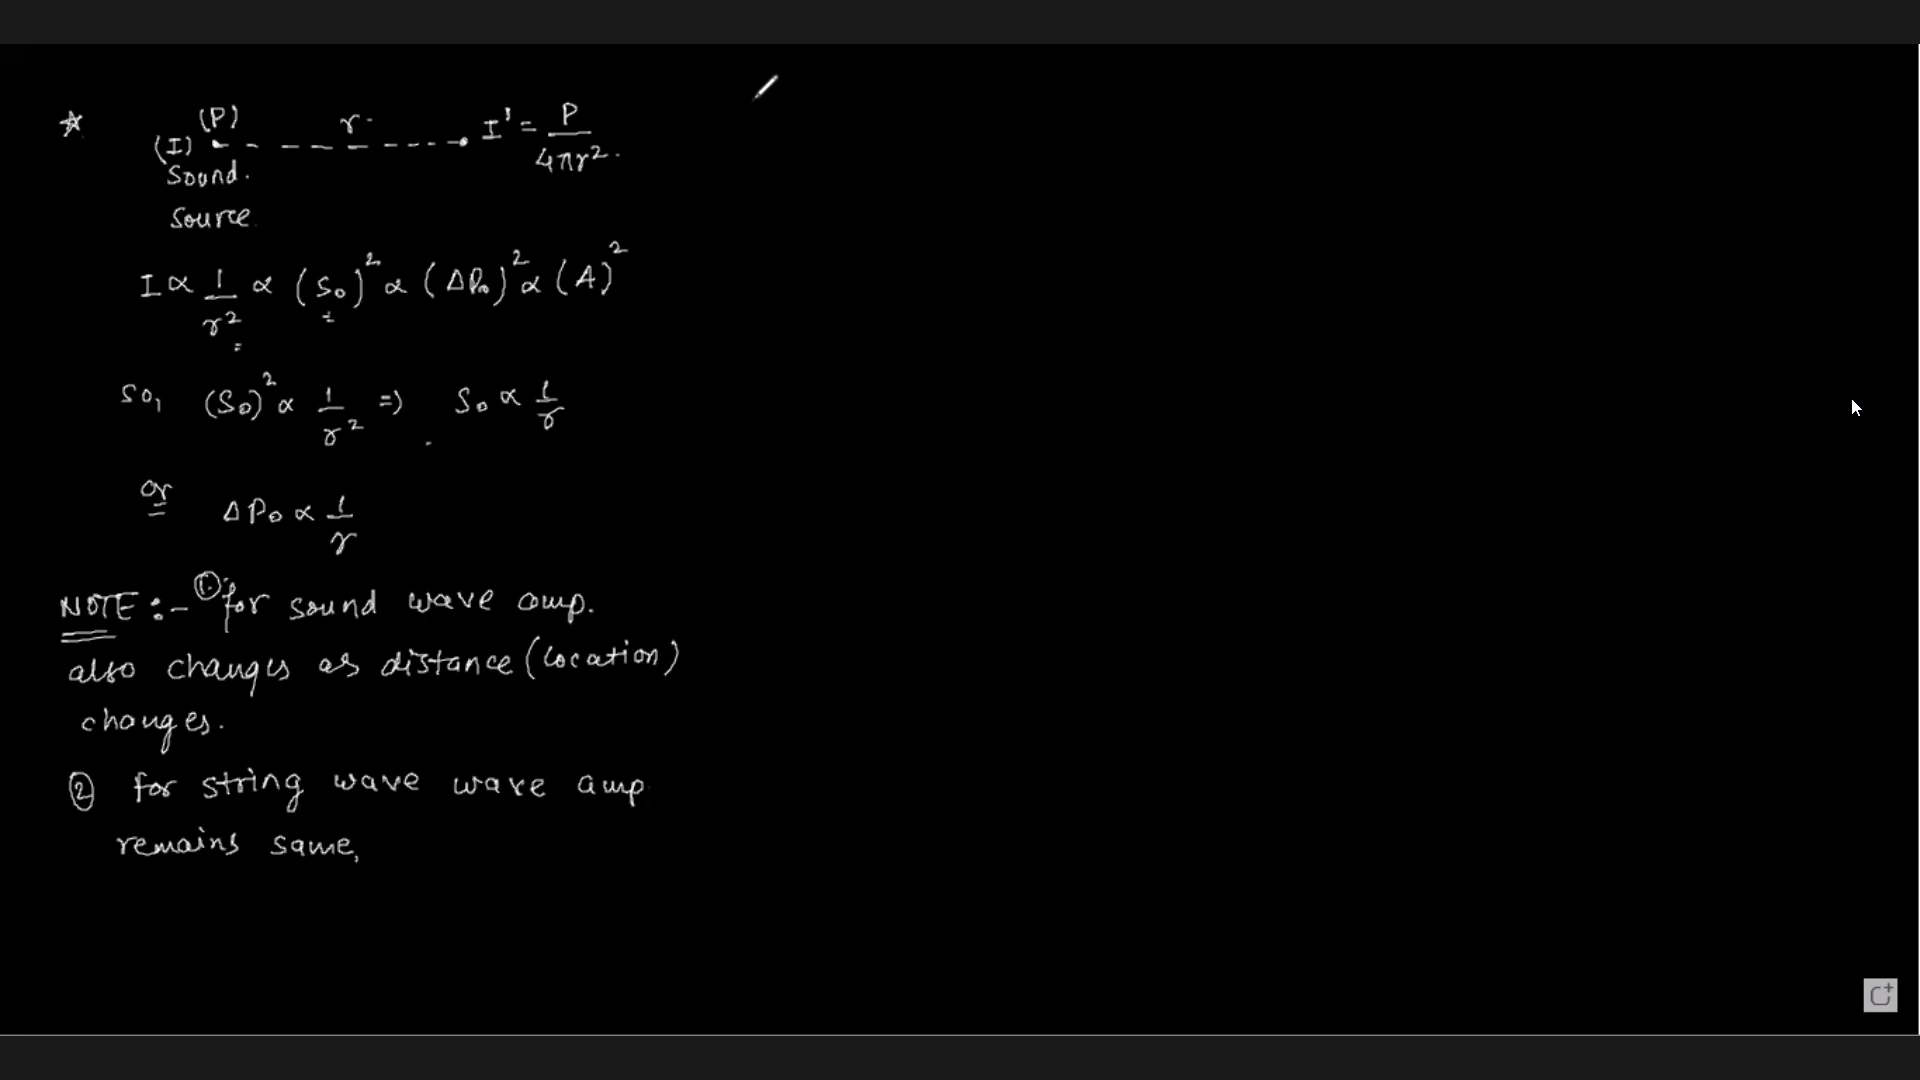 ☆ (P)
(I) r I' = P/4πr².
Sound.
Source
I ∝ 1/r² ∝ (S₀)² ∝ (ΔP₀)² ∝ (A)²
So, (S₀)² ∝ 1/r² => S₀ ∝ 1/r
or ΔP₀ ∝ 1/r
NOTE :- ① for sound wave amp.
also changes as distance (location)
changes.
② for string wave wave amp
remains same,